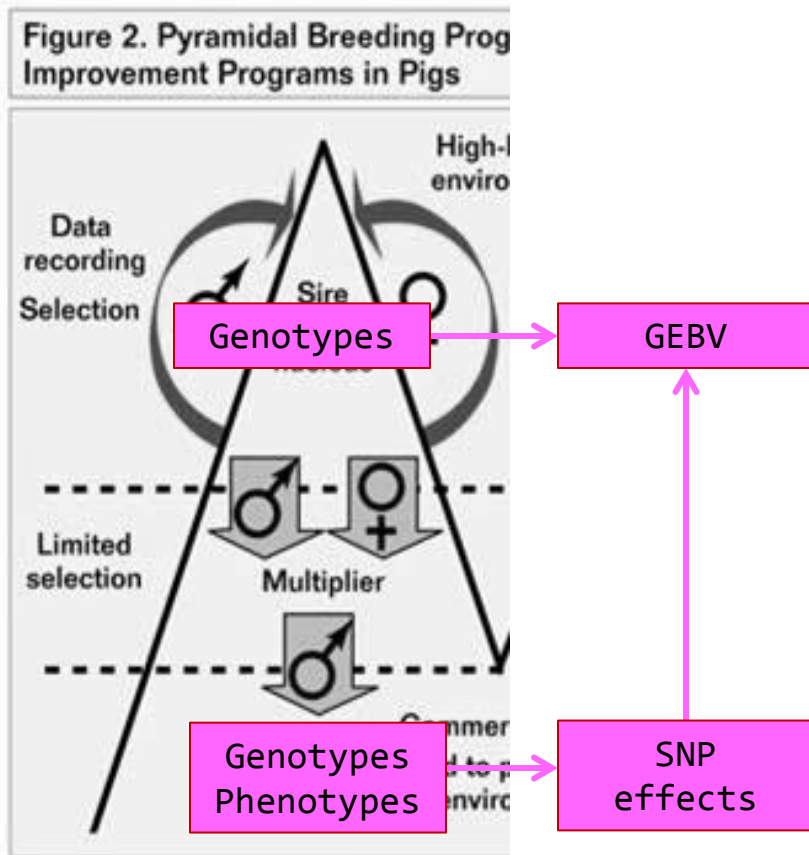 Figure 2. Pyramidal Breeding
Improvement Programs in Pigs
Data
recording
Selection
Sire
Genotypes
GEBV
Limited
selection
Multiplier
Genotypes
Phenotypes
to
SNP
effects